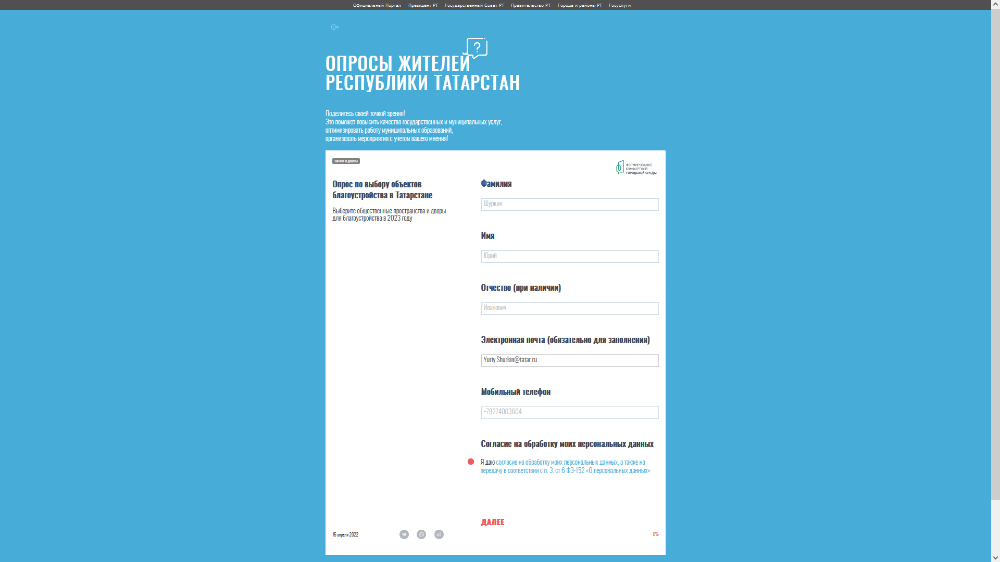 Официальный Портал Президент РТ Государственный Совет РТ Правительство РТ Города и районы РТ Госуслуги
ОПРОСЫ ЖИТЕЛЕЙ
РЕСПУБЛИКИ ТАТАРСТАН
Поделитесь своей точкой зрения!
Это поможет повысить качество государственных и муниципальных услуг,
оптимизировать работу муниципальных образований,
организовать мероприятия с учетом вашего мнения!
ПАРКИ И ДВОРЫ
ФОРМИРОВАНИЕ
КОМФОРТНОЙ
ГОРОДСКОЙ СРЕДЫ
Опрос по выбору объектов
благоустройства в Татарстане
Выберите общественные пространства и дворы
для благоустройства в 2023 году
Фамилия
Шуркин
Имя
Юрий
Отчество (при наличии)
Иванович
Электронная почта (обязательно для заполнения)
Yuriy.Shurkin@tatar.ru
Мобильный телефон
+79274003604
Согласие на обработку моих персональных данных
Я даю согласие на обработку моих персональных данных, а также на
передачу в соответствии с п. 3. ст 6 ФЗ-152 «О персональных данных»
ДАЛЕЕ
15 апреля 2022
0%